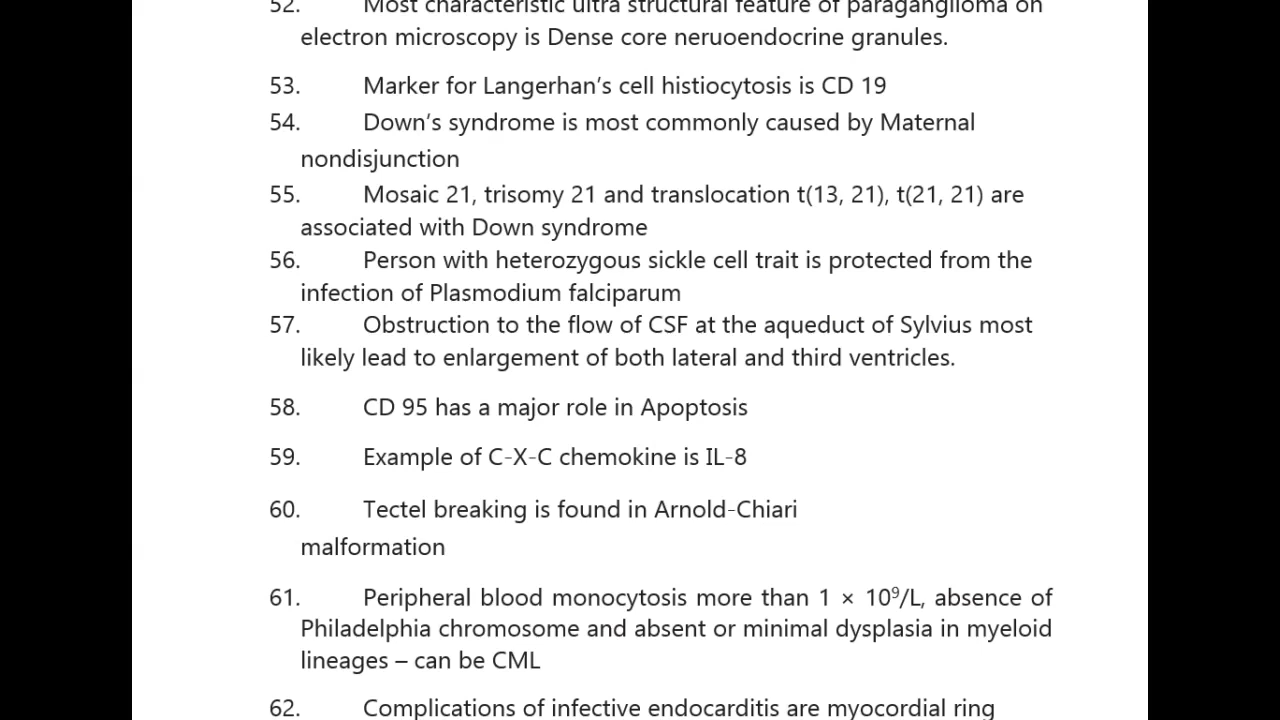 52. Most characteristic ultra structural feature of paraganglioma on
electron microscopy is Dense core neruoendocrine granules.
53. Marker for Langerhan’s cell histiocytosis is CD 19
54. Down’s syndrome is most commonly caused by Maternal
nondisjunction
55. Mosaic 21, trisomy 21 and translocation t(13, 21), t(21, 21) are
associated with Down syndrome
56. Person with heterozygous sickle cell trait is protected from the
infection of Plasmodium falciparum
57. Obstruction to the flow of CSF at the aqueduct of Sylvius most
likely lead to enlargement of both lateral and third ventricles.
58. CD 95 has a major role in Apoptosis
59. Example of C-X-C chemokine is IL-8
60. Tectel breaking is found in Arnold-Chiari
malformation
61. Peripheral blood monocytosis more than 1 × 10⁹/L, absence of
Philadelphia chromosome and absent or minimal dysplasia in myeloid
lineages – can be CML
62. Complications of infective endocarditis are myocordial ring